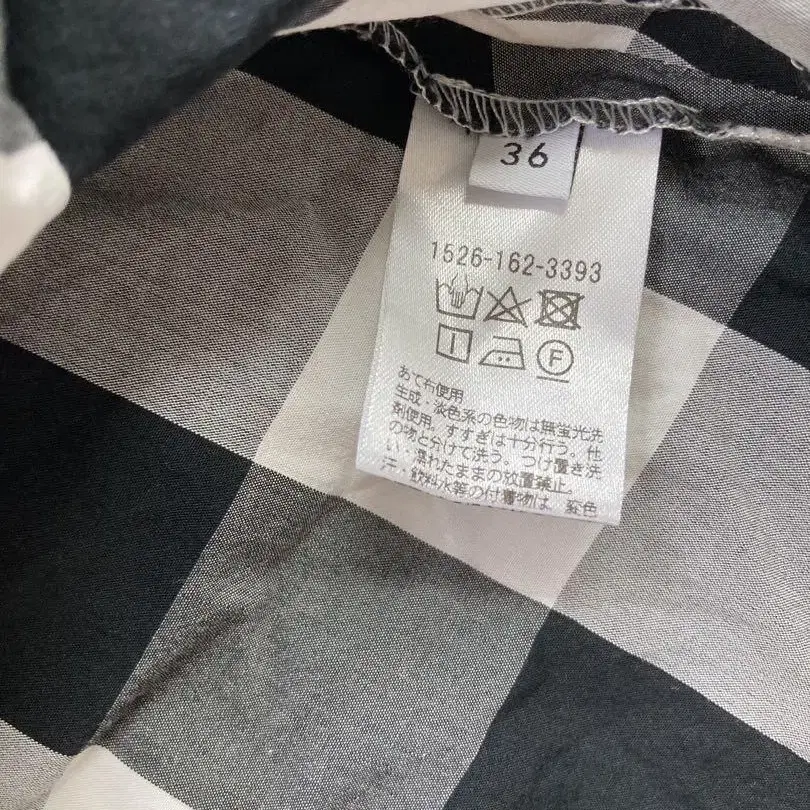 36
1526-162-3393
F
あて布使用
生成・淡色系の色物は無蛍光洗
剤使用。すすぎは十分行う。他
の物と分けて洗う。つけ置き洗
い・濡れたままの放置禁止。
汗・飲料水等の付着物は、変色